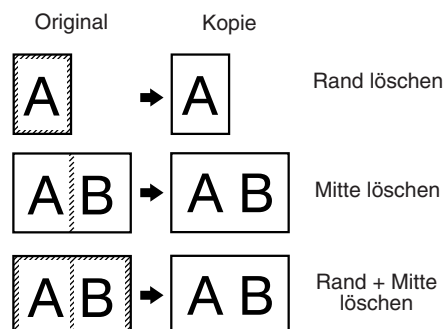 Original Kopie
A A Rand löschen
A B A B Mitte löschen
A B A B Rand + Mitte
löschen